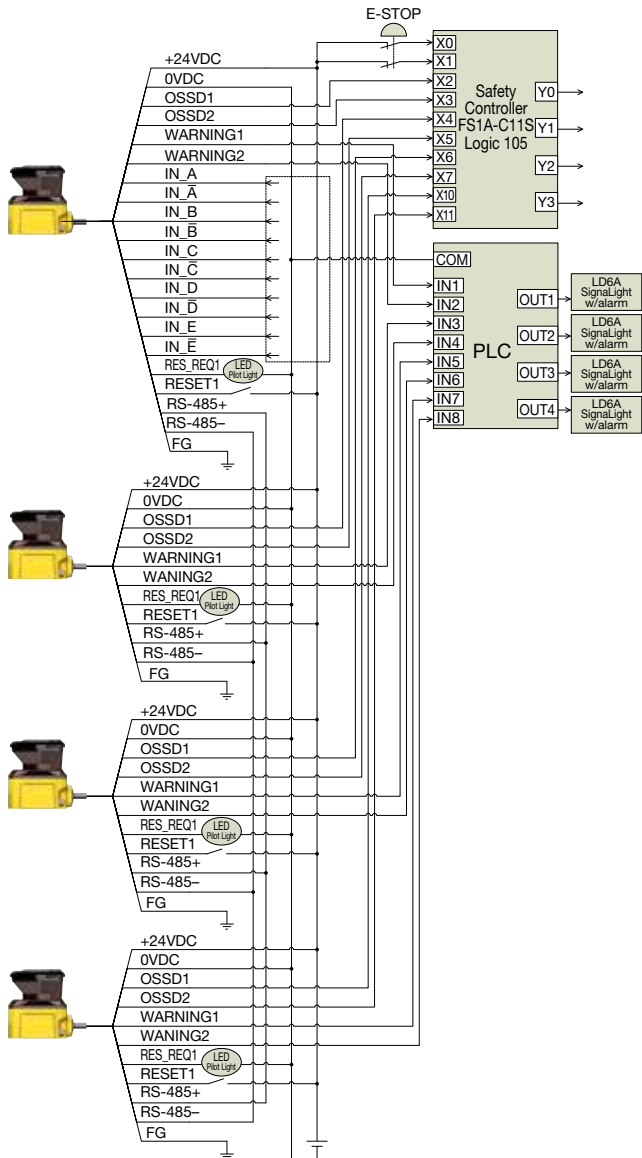 E-STOP
+24VDC
0VDC
OSSD1
OSSD2
WARNING1
WARNING2
IN_A
IN_A̅
IN_B
IN_B̅
IN_C
IN_C̅
IN_D
IN_D̅
IN_E
IN_E̅
RES_REQ1
LED
Pilot Light
RESET1
RS-485+
RS-485–
FG
X0
X1
X2
X3
X4
X5
X6
X7
X10
X11
Safety
Controller
FS1A-C11S
Logic 105
Y0
Y1
Y2
Y3
COM
IN1
IN2
IN3
IN4
IN5
IN6
IN7
IN8
PLC
OUT1
OUT2
OUT3
OUT4
LD6A
SignaLight
w/alarm
LD6A
SignaLight
w/alarm
LD6A
SignaLight
w/alarm
LD6A
SignaLight
w/alarm
+24VDC
0VDC
OSSD1
OSSD2
WARNING1
WANING2
RES_REQ1
LED
Pilot Light
RESET1
RS-485+
RS-485–
FG
+24VDC
0VDC
OSSD1
OSSD2
WARNING1
WANING2
RES_REQ1
LED
Pilot Light
RESET1
RS-485+
RS-485–
FG
+24VDC
0VDC
OSSD1
OSSD2
WARNING1
WANING2
RES_REQ1
LED
Pilot Light
RESET1
RS-485+
RS-485–
FG